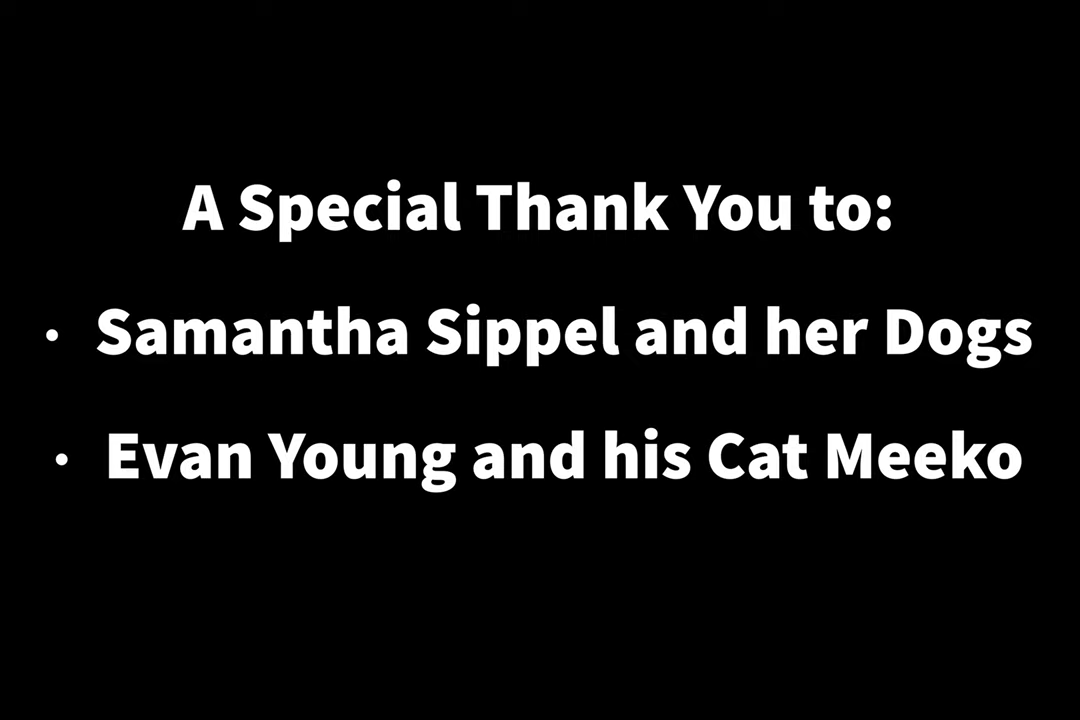 A Special Thank You to:
• Samantha Sippel and her Dogs
• Evan Young and his Cat Meeko